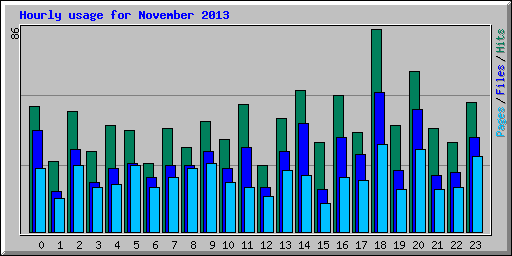 Hourly usage for November 2013
86
Pages / Files / Hits
0 1 2 3 4 5 6 7 8 9 10 11 12 13 14 15 16 17 18 19 20 21 22 23